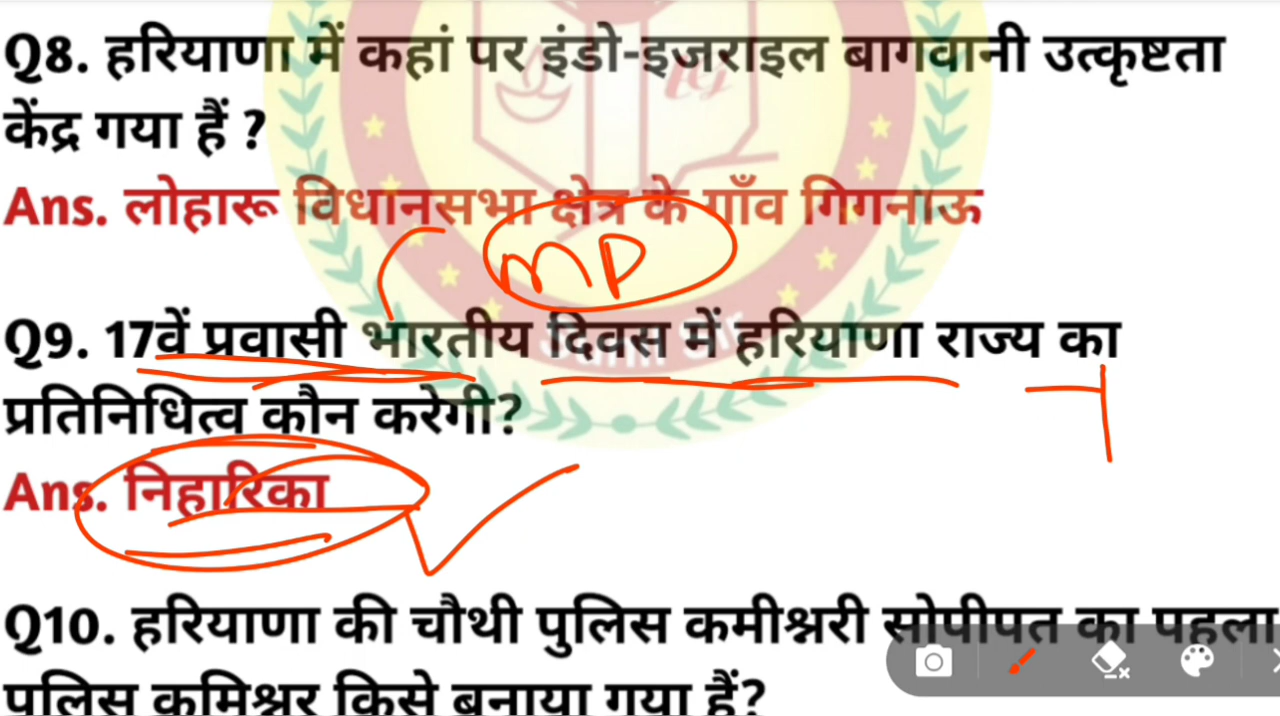 Q8. हरियाणा में कहां पर इंडो-इजराइल बागवानी उत्कृष्टता
केंद्र गया हैं ?
Ans. लोहारू विधानसभा क्षेत्र के गाँव गिगनाऊ
MP
Q9. 17वें प्रवासी भारतीय दिवस में हरियाणा राज्य का
प्रतिनिधित्व कौन करेगी?
Ans. निहारिका
Q10. हरियाणा की चौथी पुलिस कमीश्नरी सोपीपत का पहला
पुलिस कमिश्नर किसे बनाया गया हैं?